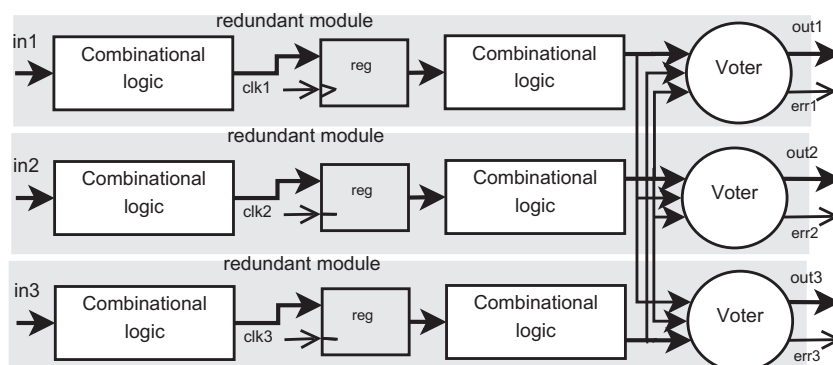 redundant module
in1
Combinational
logic
clk1
reg
Combinational
logic
Voter
out1
err1
redundant module
in2
Combinational
logic
clk2
reg
Combinational
logic
Voter
out2
err2
redundant module
in3
Combinational
logic
clk3
reg
Combinational
logic
Voter
out3
err3